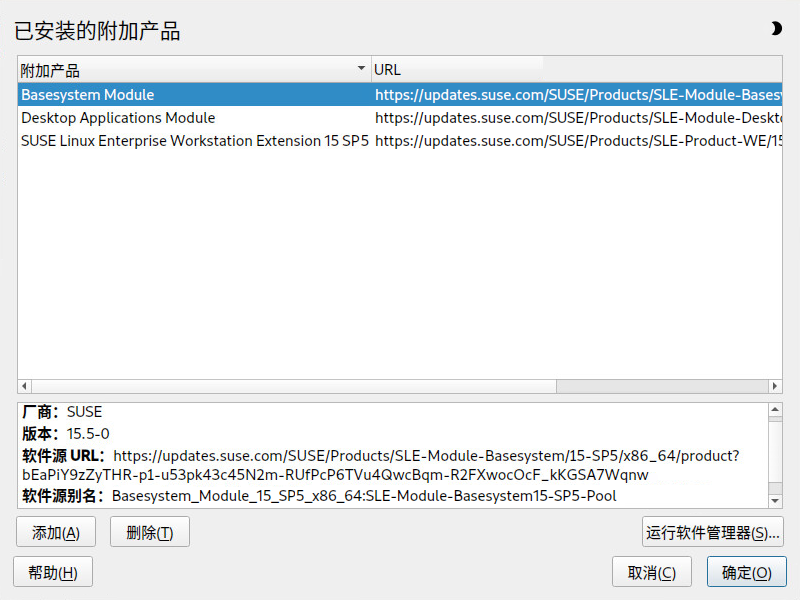 已安装的附加产品
附加产品 URL
Basesystem Module https://updates.suse.com/SUSE/Products/SLE-Module-Bases
Desktop Applications Module https://updates.suse.com/SUSE/Products/SLE-Module-Deskto
SUSE Linux Enterprise Workstation Extension 15 SP5 https://updates.suse.com/SUSE/Products/SLE-Product-WE/15
厂商：SUSE
版本：15.5-0
软件源 URL：https://updates.suse.com/SUSE/Products/SLE-Module-Basesystem/15-SP5/x86_64/product?
bEaPiY9zZyTHR-p1-u53pk43c45N2m-RUfPcP6TVu4QwcBqm-R2FXwocOcF_kKGSA7Wqnw
软件源别名：Basesystem_Module_15_SP5_x86_64:SLE-Module-Basesystem15-SP5-Pool
添加(A) 删除(T) 运行软件管理器(S)...
帮助(H) 取消(C) 确定(O)